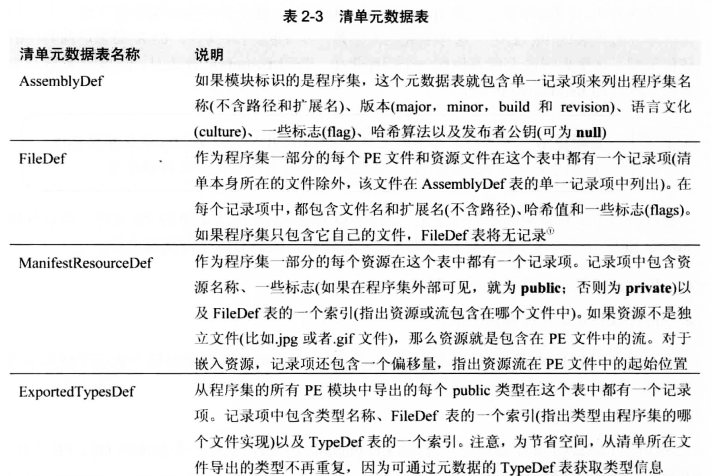 表 2-3 清单元数据表
清单元数据表名称 说明
AssemblyDef 如果模块标识的是程序集，这个元数据表就包含单一记录项来列出程序集名
称(不含路径和扩展名)、版本(major，minor，build 和 revision)、语言文化
(culture)、一些标志(flag)、哈希算法以及发布者公钥(可为 null)
FileDef 作为程序集一部分的每个 PE 文件和资源文件在这个表中都有一个记录项(清
单本身所在的文件除外，该文件在 AssemblyDef 表的单一记录项中列出)。在
每个记录项中，都包含文件名和扩展名(不含路径)、哈希值和一些标志(flags)。
如果程序集只包含它自己的文件，FileDef 表将无记录①
ManifestResourceDef 作为程序集一部分的每个资源在这个表中都有一个记录项。记录项中包含资
源名称、一些标志(如果在程序集外部可见，就为 public；否则为 private)以
及 FileDef 表的一个索引(指出资源或流包含在哪个文件中)。如果资源不是独
立文件(比如.jpg 或者.gif 文件)，那么资源就是包含在 PE 文件中的流。对于
嵌入资源，记录项还包含一个偏移量，指出资源流在 PE 文件中的起始位置
ExportedTypesDef 从程序集的所有 PE 模块中导出的每个 public 类型在这个表中都有一个记录
项。记录项中包含类型名称、FileDef 表的一个索引(指出类型由程序集的哪
个文件实现)以及 TypeDef 表的一个索引。注意，为节省空间，从清单所在文
件导出的类型不再重复，因为可通过元数据的 TypeDef 表获取类型信息